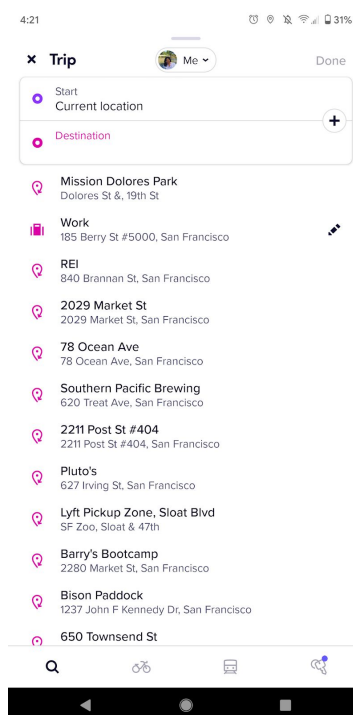 4:21
31%
Trip
Me
Done
Start
Current location
Destination
Mission Dolores Park
Dolores St &, 19th St
Work
185 Berry St #5000, San Francisco
REI
840 Brannan St, San Francisco
2029 Market St
2029 Market St, San Francisco
78 Ocean Ave
78 Ocean Ave, San Francisco
Southern Pacific Brewing
620 Treat Ave, San Francisco
2211 Post St #404
2211 Post St #404, San Francisco
Pluto's
627 Irving St, San Francisco
Lyft Pickup Zone, Sloat Blvd
SF Zoo, Sloat & 47th
Barry's Bootcamp
2280 Market St, San Francisco
Bison Paddock
1237 John F Kennedy Dr, San Francisco
650 Townsend St